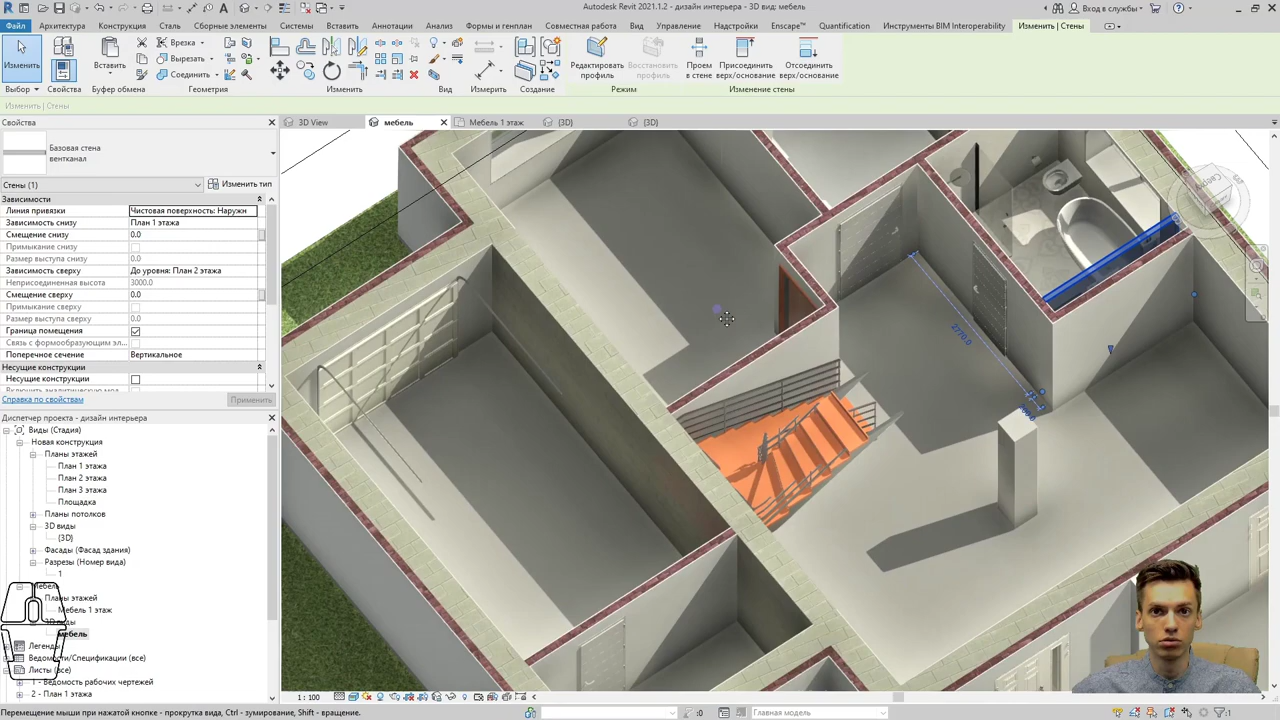 Autodesk Revit 2021.1.2 - дизайн интерьера - 3D вид: мебель
Вход в службы
Файл Архитектура Конструкция Сталь Сборные элементы Системы Вставить Аннотации Анализ Формы и генплан Совместная работа Вид Управление Надстройки Enscape™ Quantification Инструменты BIM Interoperability Изменить | Стены
Изменить
Свойства
Вставить
Врезка
Вырезать
Соединить
Редактировать профиль
Восстановить профиль
Проем в стене
Присоединить верх/основание
Отсоединить верх/основание
Выбор Свойства Буфер обмена Геометрия Изменить Вид Измерить Создание Режим Изменение стены
Изменить | Стены
Свойства
3D View мебель Мебель 1 этаж {3D} {3D}
Базовая стена
вентканал
Стены (1) Изменить тип
Зависимости
Линия привязки Чистовая поверхность: Наружн
Зависимость снизу План 1 этажа
Смещение снизу 0.0
Примыкание снизу
Размер выступа снизу 0.0
Зависимость сверху До уровня: План 2 этажа
Неприсоединенная высота 3000.0
Смещение сверху 0.0
Примыкание сверху
Размер выступа сверху 0.0
Граница помещения
Связь с формообразующим эл...
Поперечное сечение Вертикальное
Несущие конструкции
Несущие конструкции
Справка по свойствам Применить
Диспетчер проекта - дизайн интерьера
Виды (Стадия)
Новая конструкция
Планы этажей
План 1 этажа
План 2 этажа
План 3 этажа
Площадка
Планы потолков
3D виды
{3D}
Фасады (Фасад здания)
Разрезы (Номер вида)
1
Планы этажей
Мебель 1 этаж
3D виды
мебель
Легенды
Ведомости/Спецификации (все)
Листы (все)
1 - Ведомость рабочих чертежей
2 - План 1 этажа
2770.0
1 : 100
Перемещение мыши при нажатой кнопке - прокрутка вида, Ctrl - зумирование, Shift - вращение.
:0 Главная модель :1